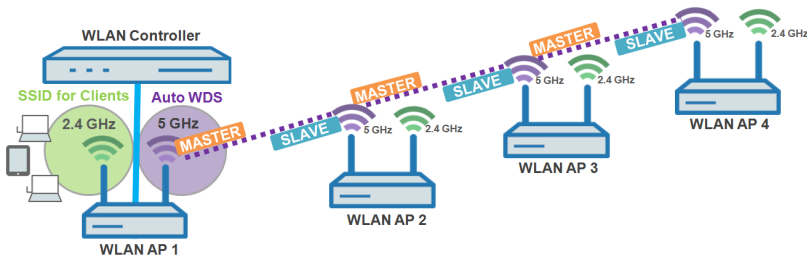 WLAN Controller
SSID for Clients
Auto WDS
2.4 GHz
5 GHz
MASTER
WLAN AP 1
SLAVE
5 GHz
2.4 GHz
MASTER
WLAN AP 2
SLAVE
5 GHz
2.4 GHz
MASTER
WLAN AP 3
SLAVE
5 GHz
2.4 GHz
WLAN AP 4